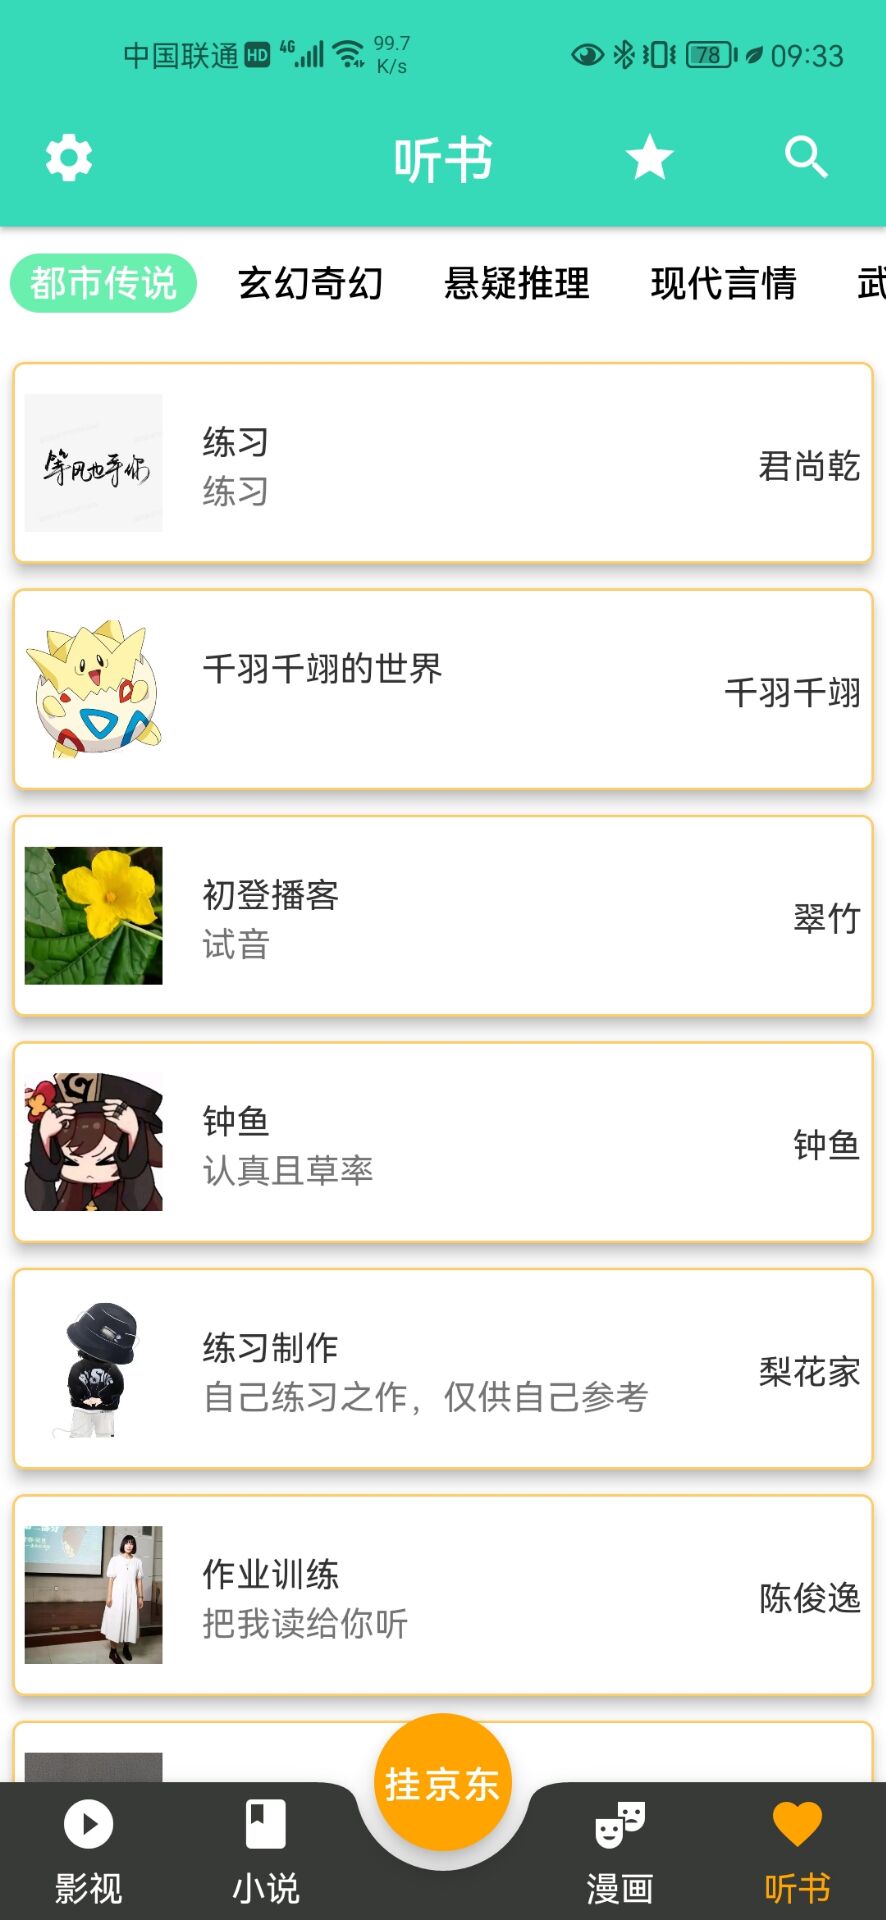 中国联通 HD 4G 99.7 K/s 78 09:33
听书
都市传说 玄幻奇幻 悬疑推理 现代言情 武
等风也等你
练习
练习
君尚乾
千羽千翊的世界
千羽千翊
初登播客
试音
翠竹
钟鱼
认真且草率
钟鱼
练习制作
自己练习之作，仅供自己参考
梨花家
作业训练
把我读给你听
陈俊逸
挂京东
影视 小说 漫画 听书